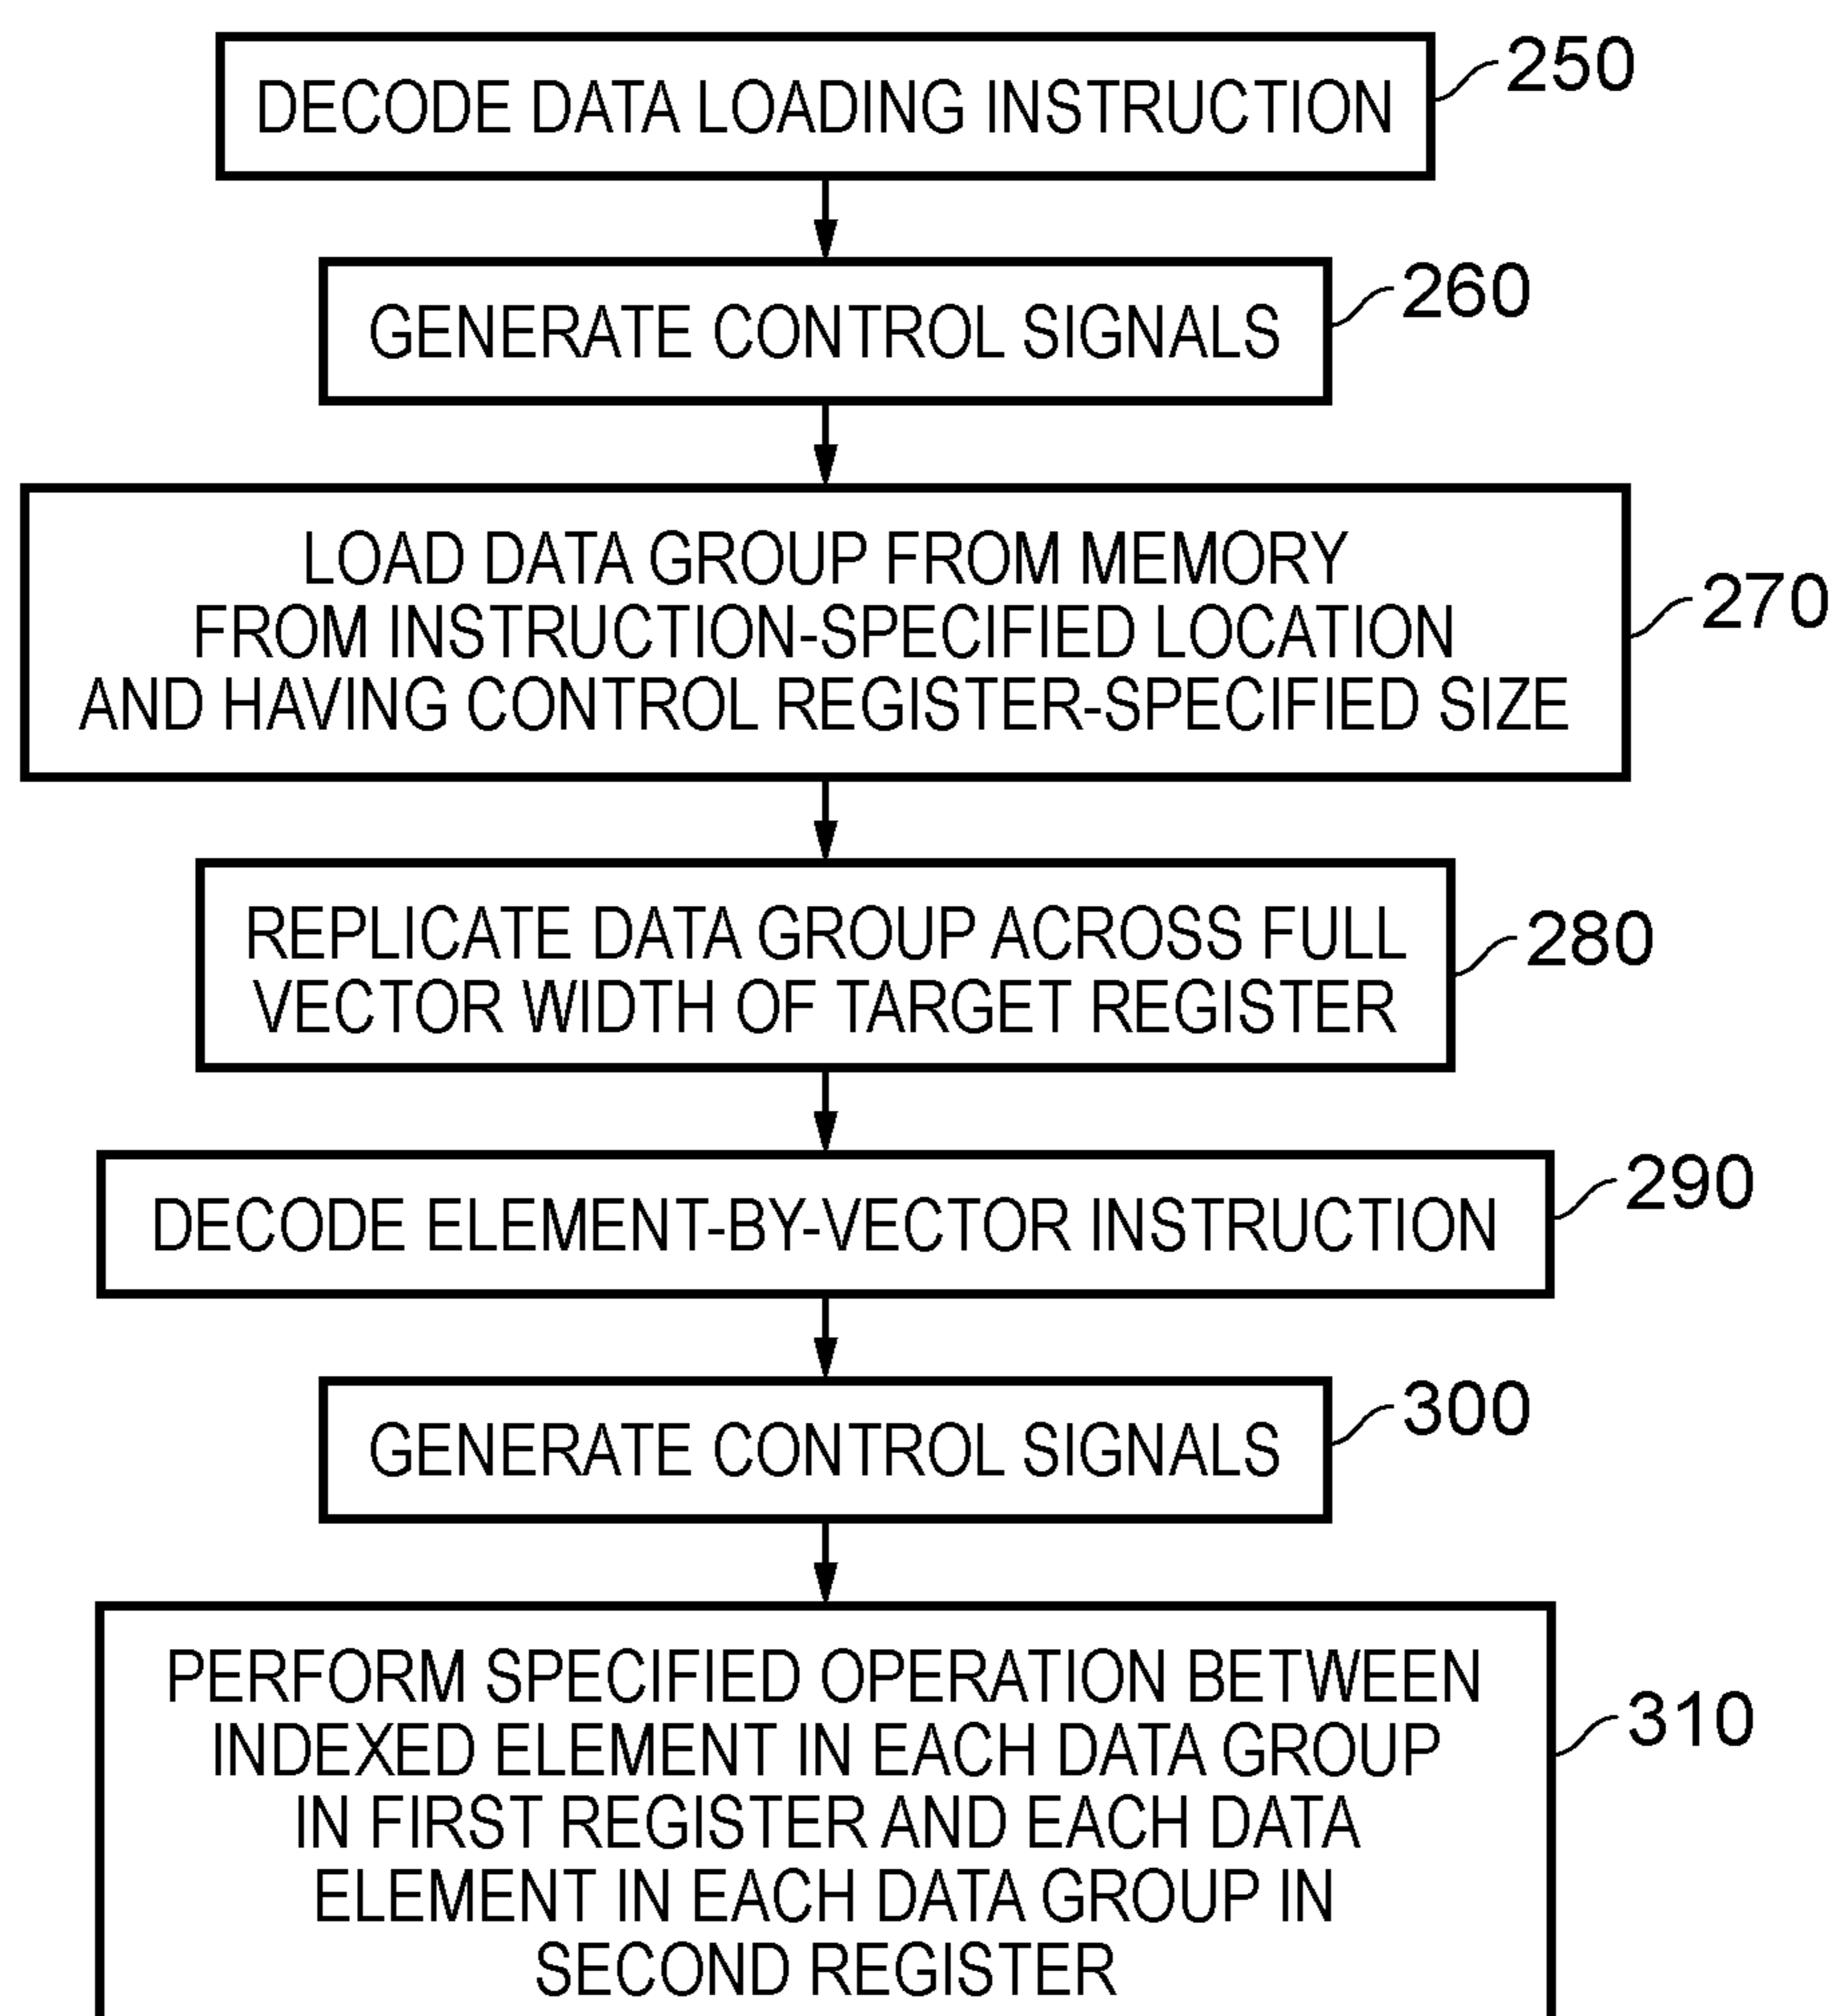 DECODE DATA LOADING INSTRUCTION
250
GENERATE CONTROL SIGNALS
260
LOAD DATA GROUP FROM MEMORY
FROM INSTRUCTION-SPECIFIED LOCATION
AND HAVING CONTROL REGISTER-SPECIFIED SIZE
270
REPLICATE DATA GROUP ACROSS FULL
VECTOR WIDTH OF TARGET REGISTER
280
DECODE ELEMENT-BY-VECTOR INSTRUCTION
290
GENERATE CONTROL SIGNALS
300
PERFORM SPECIFIED OPERATION BETWEEN
INDEXED ELEMENT IN EACH DATA GROUP
IN FIRST REGISTER AND EACH DATA
ELEMENT IN EACH DATA GROUP IN
SECOND REGISTER
310